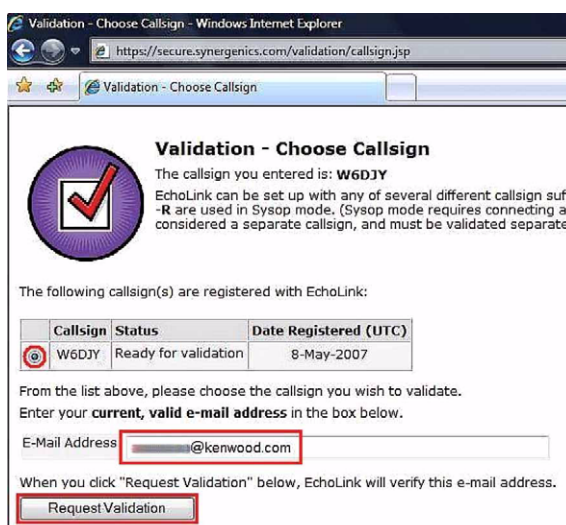 Validation - Choose Callsign - Windows Internet Explorer
https://secure.synergenics.com/validation/callsign.jsp
Validation - Choose Callsign
Validation - Choose Callsign
The callsign you entered is: W6DJY
EchoLink can be set up with any of several different callsign suf
-R are used in Sysop mode. (Sysop mode requires connecting a
considered a separate callsign, and must be validated separate
The following callsign(s) are registered with EchoLink:
Callsign Status Date Registered (UTC)
W6DJY Ready for validation 8-May-2007
From the list above, please choose the callsign you wish to validate.
Enter your current, valid e-mail address in the box below.
E-Mail Address @kenwood.com
When you click "Request Validation" below, EchoLink will verify this e-mail address.
Request Validation